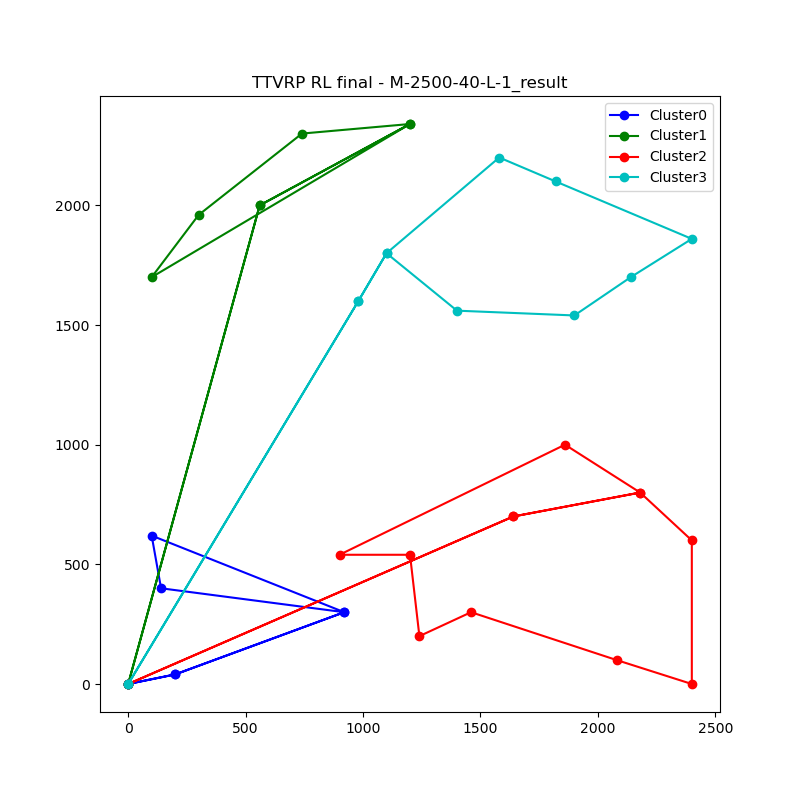 TTVRP RL final - M-2500-40-L-1_result
Cluster0
Cluster1
Cluster2
Cluster3
2000
1500
1000
500
0
0 500 1000 1500 2000 2500